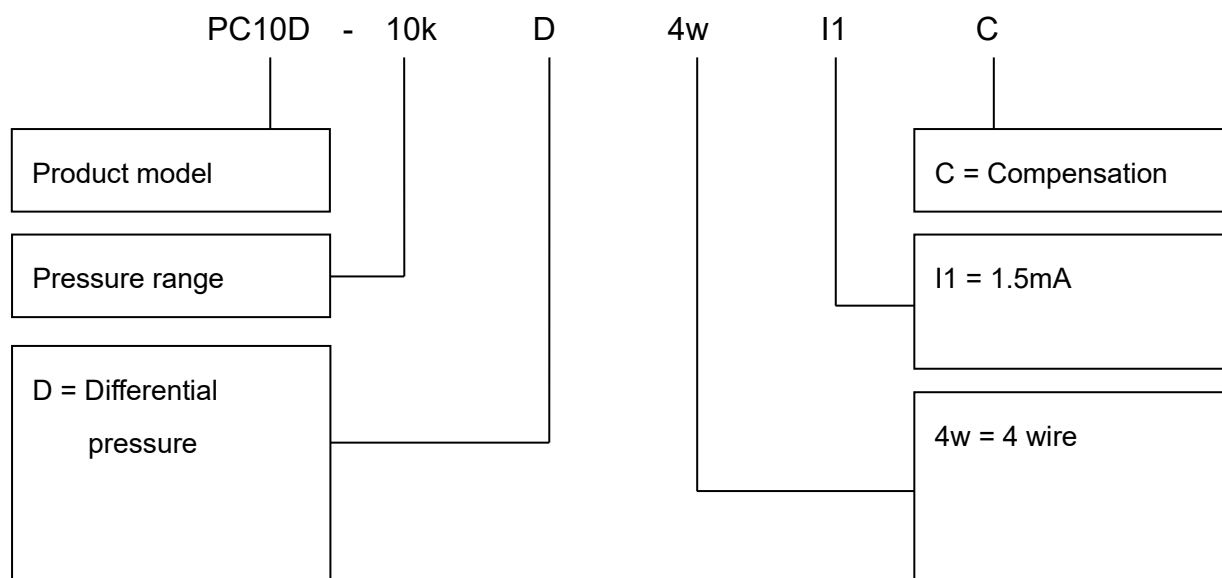 PC10D - 10k D 4w I1 C
Product model
C = Compensation
Pressure range
I1 = 1.5mA
D = Differential
pressure
4w = 4 wire